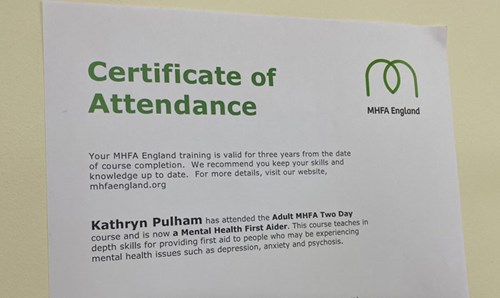 Certificate of
Attendance
MHFA England
Your MHFA England training is valid for three years from the date
of course completion. We recommend you keep your skills and
knowledge up to date. For more details, visit our website,
mhfaengland.org
Kathryn Pulham has attended the Adult MHFA Two Day
course and is now a Mental Health First Aider. This course teaches in
depth skills for providing first aid to people who may be experiencing
mental health issues such as depression, anxiety and psychosis.